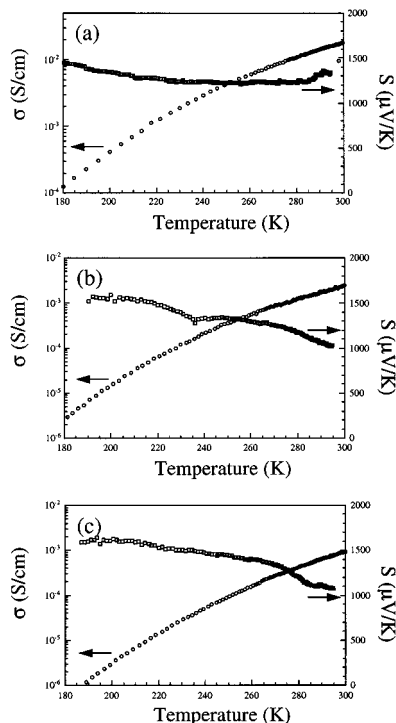 (a)
σ (S/cm)
10⁻²
10⁻³
10⁻⁴
2000
1500
1000
500
0
S (μV/K)
180 200 220 240 260 280 300
Temperature (K)
(b)
σ (S/cm)
10⁻²
10⁻³
10⁻⁴
10⁻⁵
10⁻⁶
2000
1500
1000
500
0
S (μV/K)
180 200 220 240 260 280 300
Temperature (K)
(c)
σ (S/cm)
10⁻²
10⁻³
10⁻⁴
10⁻⁵
10⁻⁶
2000
1500
1000
500
0
S (μV/K)
180 200 220 240 260 280 300
Temperature (K)